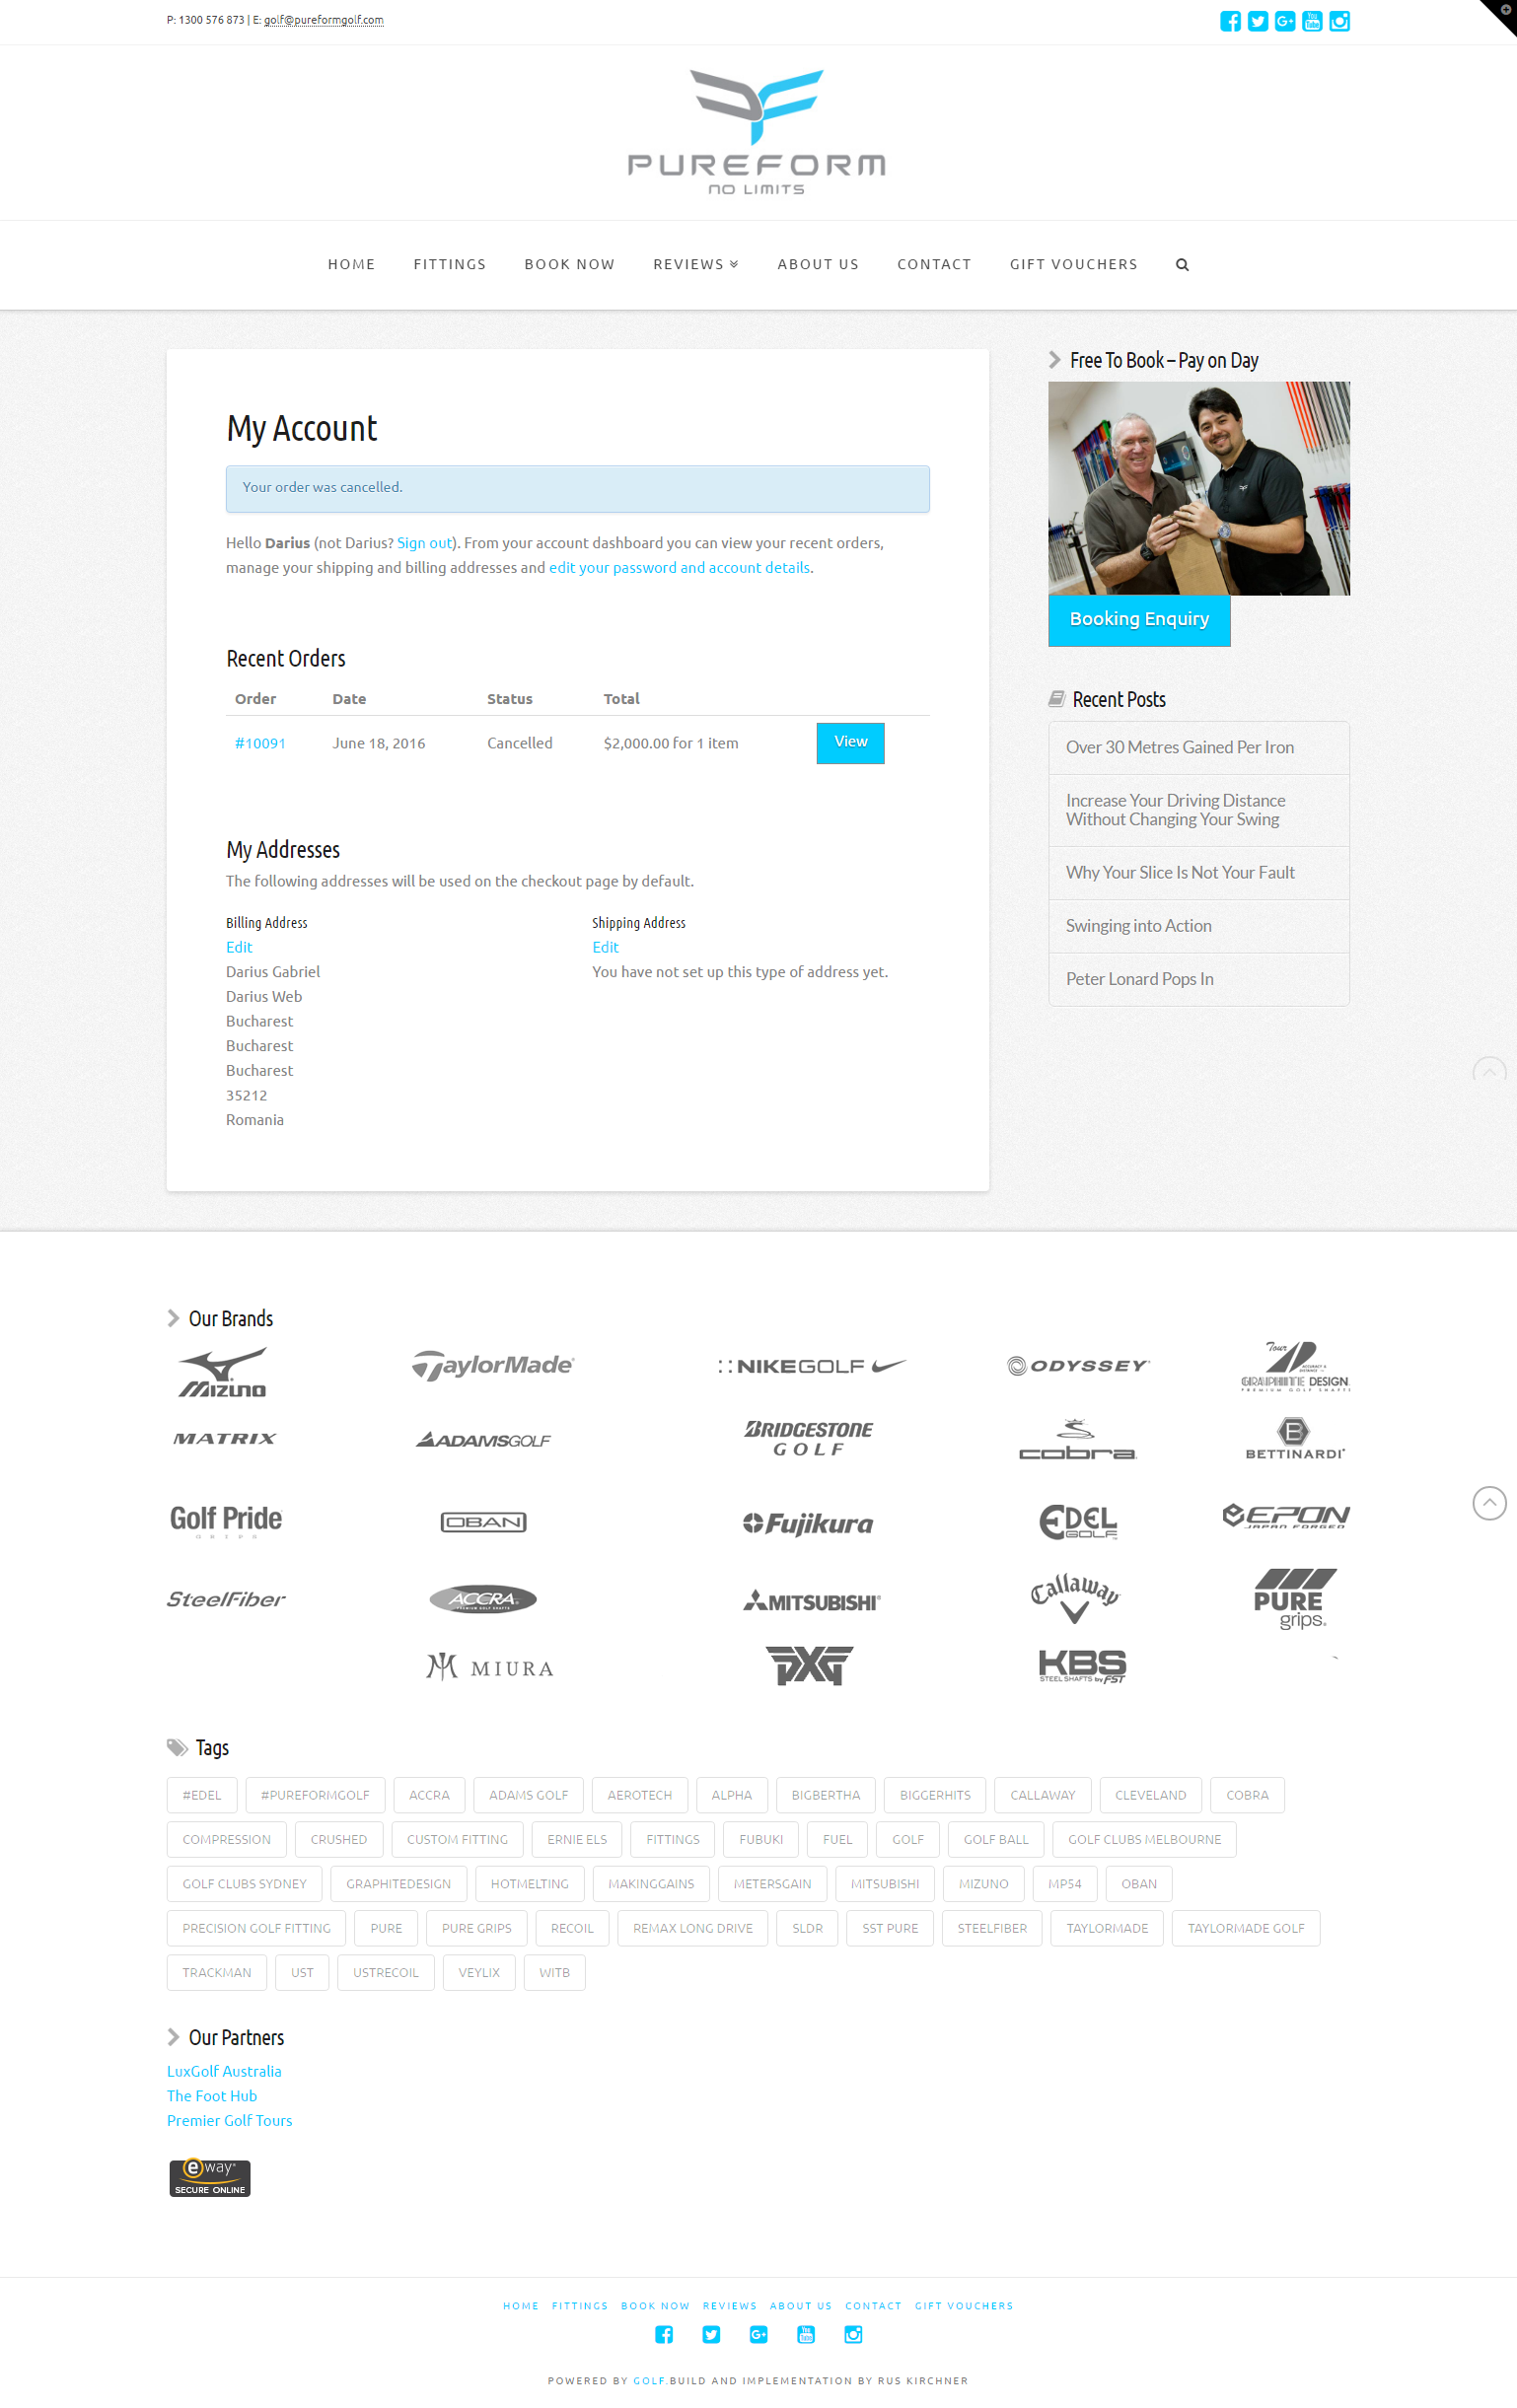 P: 1300 576 873 | E: golf@pureformgolf.com
PUREFORM
NO LIMITS
HOME FITTINGS BOOK NOW REVIEWS ABOUT US CONTACT GIFT VOUCHERS
My Account
Your order was cancelled.
Hello Darius (not Darius? Sign out). From your account dashboard you can view your recent orders,
manage your shipping and billing addresses and edit your password and account details.
Recent Orders
Order Date Status Total
#10091 June 18, 2016 Cancelled $2,000.00 for 1 item View
My Addresses
The following addresses will be used on the checkout page by default.
Billing Address
Edit
Darius Gabriel
Darius Web
Bucharest
Bucharest
Bucharest
35212
Romania
Shipping Address
Edit
You have not set up this type of address yet.
Free To Book – Pay on Day
Booking Enquiry
Recent Posts
Over 30 Metres Gained Per Iron
Increase Your Driving Distance
Without Changing Your Swing
Why Your Slice Is Not Your Fault
Swinging into Action
Peter Lonard Pops In
Our Brands
MIZUNO TaylorMade NIKEGOLF ODYSSEY Tour AD ACCURACY & DISTANCE GRAPHITE DESIGN. PREMIUM GOLF SHAFTS
MATRIX ADAMSGOLF BRIDGESTONE GOLF cobra BETTINARDI
Golf Pride GRIPS OBAN Fujikura EDEL GOLF EPON JAPAN FORGED
SteelFiber ACCRA PREMIUM GOLF SHAFTS MITSUBISHI Callaway PURE grips
MIURA PXG KBS STEEL SHAFTS by FST
Tags
#EDEL #PUREFORMGOLF ACCRA ADAMS GOLF AEROTECH ALPHA BIGBERTHA BIGGERHITS CALLAWAY CLEVELAND COBRA
COMPRESSION CRUSHED CUSTOM FITTING ERNIE ELS FITTINGS FUBUKI FUEL GOLF GOLF BALL GOLF CLUBS MELBOURNE
GOLF CLUBS SYDNEY GRAPHITEDESIGN HOTMELTING MAKINGGAINS METERSGAIN MITSUBISHI MIZUNO MP54 OBAN
PRECISION GOLF FITTING PURE PURE GRIPS RECOIL REMAX LONG DRIVE SLDR SST PURE STEELFIBER TAYLORMADE TAYLORMADE GOLF
TRACKMAN UST USTRECOIL VEYLIX WITB
Our Partners
LuxGolf Australia
The Foot Hub
Premier Golf Tours
eway
SECURE ONLINE
HOME FITTINGS BOOK NOW REVIEWS ABOUT US CONTACT GIFT VOUCHERS
POWERED BY GOLF.BUILD AND IMPLEMENTATION BY RUS KIRCHNER